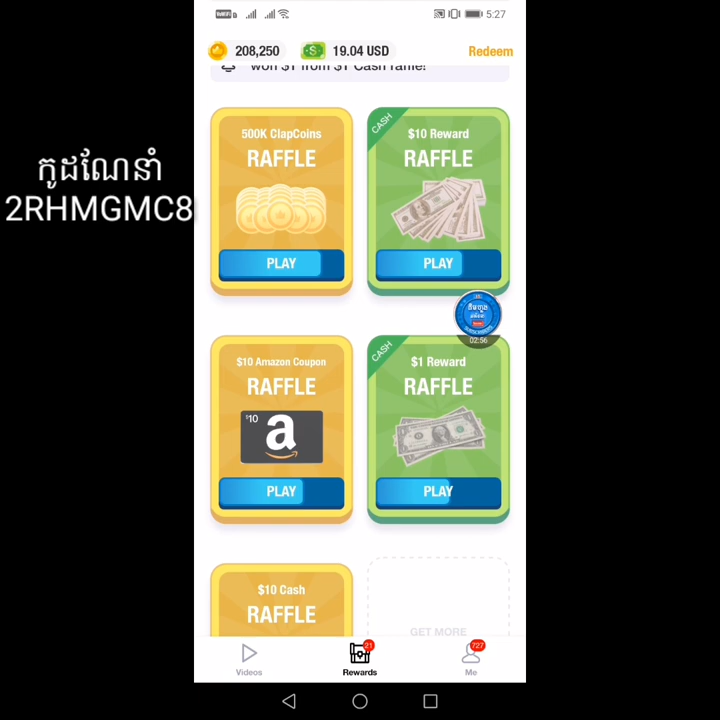 5:27
208,250
19.04 USD
Redeem
won $1 from $1 Cash raffle!
កូដណែនាំ
2RHMGMC8
500K ClapCoins
RAFFLE
PLAY
CASH
$10 Reward
RAFFLE
PLAY
02:56
$10 Amazon Coupon
RAFFLE
$10
a
PLAY
CASH
$1 Reward
RAFFLE
PLAY
$10 Cash
RAFFLE
GET MORE
Videos
21
Rewards
727
Me